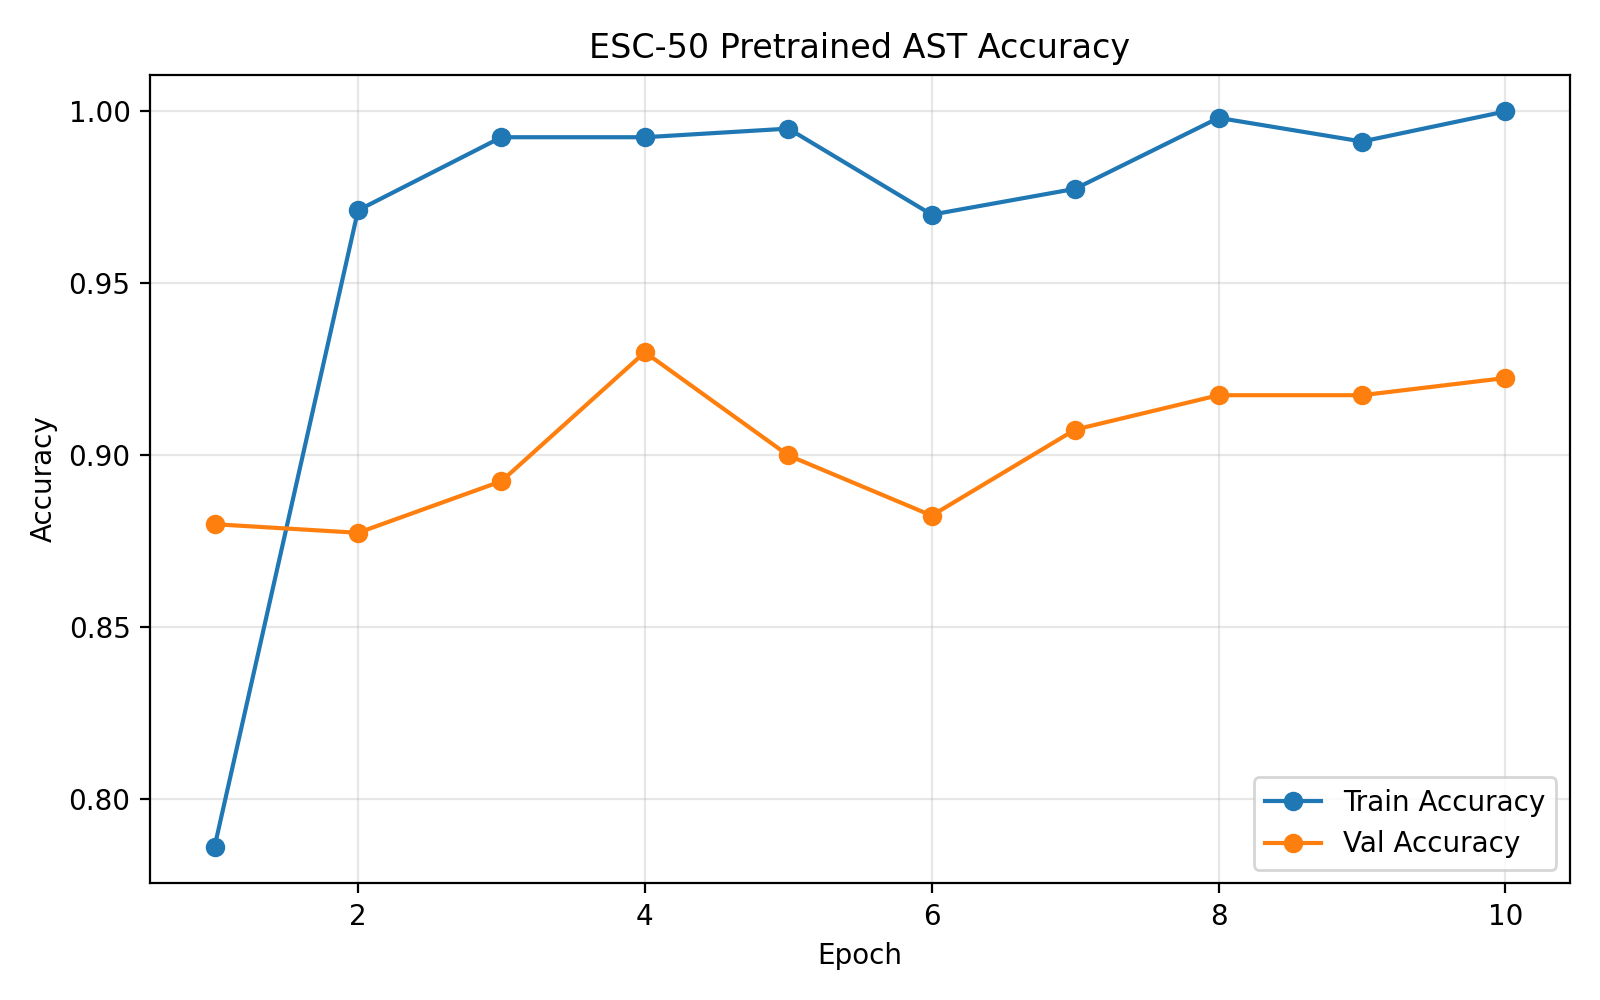 ESC-50 Pretrained AST Accuracy
Accuracy
1.00
0.95
0.90
0.85
0.80
2 4 6 8 10
Epoch
Train Accuracy
Val Accuracy